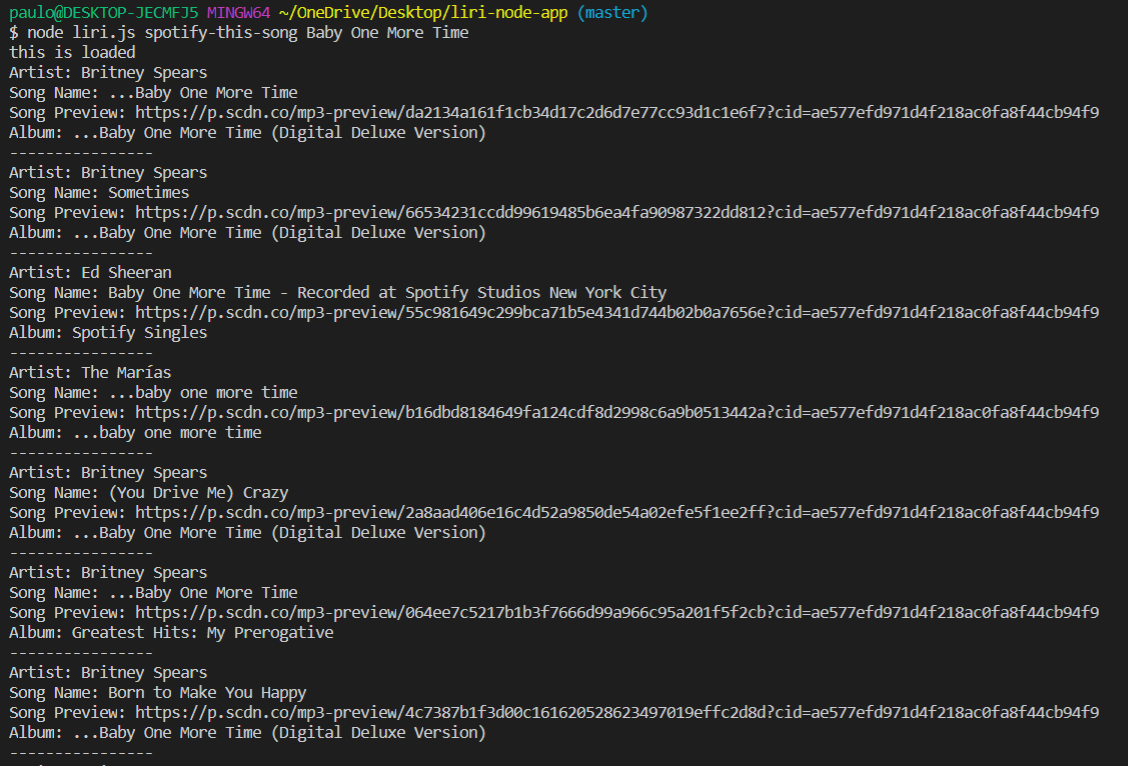 paulo@DESKTOP-JECMFJ5 MINGW64 ~/OneDrive/Desktop/liri-node-app (master)
$ node liri.js spotify-this-song Baby One More Time
this is loaded
Artist: Britney Spears
Song Name: ...Baby One More Time
Song Preview: https://p.scdn.co/mp3-preview/da2134a161f1cb34d17c2d6d7e77cc93d1c1e6f7?cid=ae577efd971d4f218ac0fa8f44cb94f9
Album: ...Baby One More Time (Digital Deluxe Version)
----------------
Artist: Britney Spears
Song Name: Sometimes
Song Preview: https://p.scdn.co/mp3-preview/66534231ccdd99619485b6ea4fa90987322dd812?cid=ae577efd971d4f218ac0fa8f44cb94f9
Album: ...Baby One More Time (Digital Deluxe Version)
----------------
Artist: Ed Sheeran
Song Name: Baby One More Time - Recorded at Spotify Studios New York City
Song Preview: https://p.scdn.co/mp3-preview/55c981649c299bca71b5e4341d744b02b0a7656e?cid=ae577efd971d4f218ac0fa8f44cb94f9
Album: Spotify Singles
----------------
Artist: The Marías
Song Name: ...baby one more time
Song Preview: https://p.scdn.co/mp3-preview/b16dbd8184649fa124cdf8d2998c6a9b0513442a?cid=ae577efd971d4f218ac0fa8f44cb94f9
Album: ...baby one more time
----------------
Artist: Britney Spears
Song Name: (You Drive Me) Crazy
Song Preview: https://p.scdn.co/mp3-preview/2a8aad406e16c4d52a9850de54a02efe5f1ee2ff?cid=ae577efd971d4f218ac0fa8f44cb94f9
Album: ...Baby One More Time (Digital Deluxe Version)
----------------
Artist: Britney Spears
Song Name: ...Baby One More Time
Song Preview: https://p.scdn.co/mp3-preview/064ee7c5217b1b3f7666d99a966c95a201f5f2cb?cid=ae577efd971d4f218ac0fa8f44cb94f9
Album: Greatest Hits: My Prerogative
----------------
Artist: Britney Spears
Song Name: Born to Make You Happy
Song Preview: https://p.scdn.co/mp3-preview/4c7387b1f3d00c161620528623497019effc2d8d?cid=ae577efd971d4f218ac0fa8f44cb94f9
Album: ...Baby One More Time (Digital Deluxe Version)
----------------